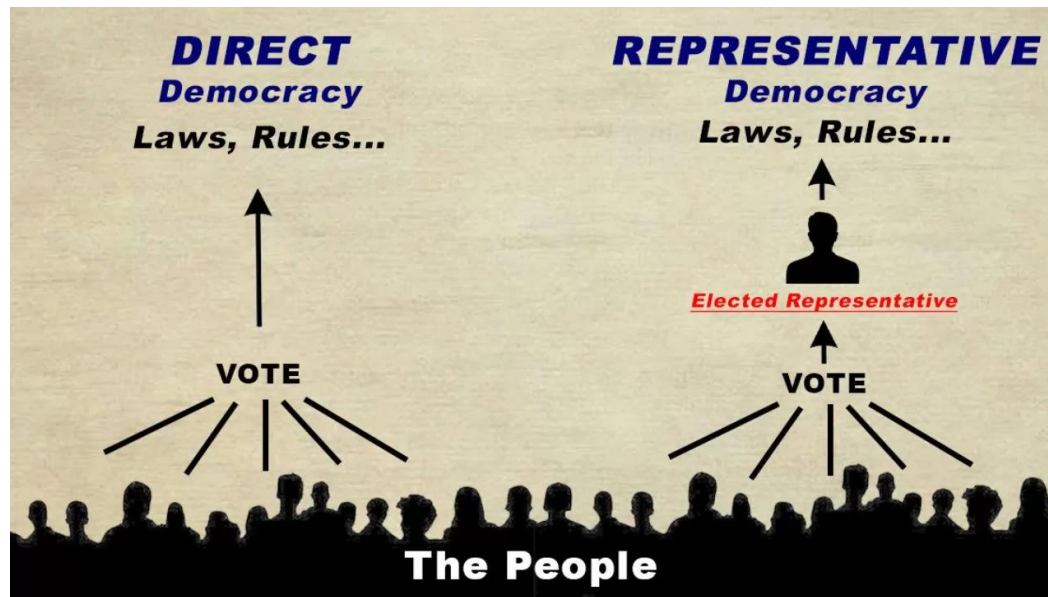 DIRECT
Democracy
Laws, Rules...
VOTE
REPRESENTATIVE
Democracy
Laws, Rules...
Elected Representative
VOTE
The People